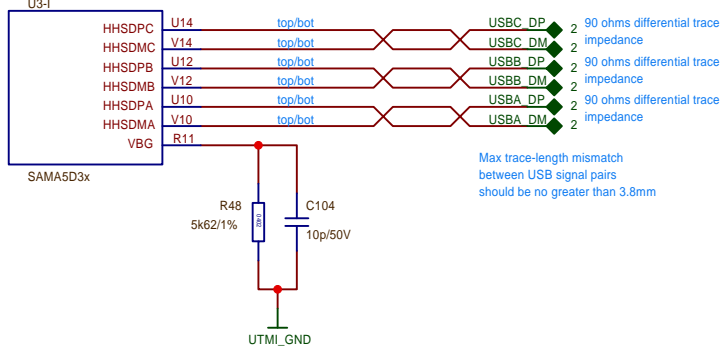 U3-I
HHSDPC U14 top/bot USBC_DP 2 90 ohms differential trace
HHSDMC V14 USBC_DM 2 impedance
HHSDPB U12 top/bot USBB_DP 2 90 ohms differential trace
HHSDMB V12 top/bot USBB_DM 2 impedance
HHSDPA U10 top/bot USBA_DP 2 90 ohms differential trace
HHSDMA V10 top/bot USBA_DM 2 impedance
VBG R11
SAMA5D3x
Max trace-length mismatch
between USB signal pairs
should be no greater than 3.8mm
R48 C104
5k62/1% 0402 10p/50V
UTMI_GND